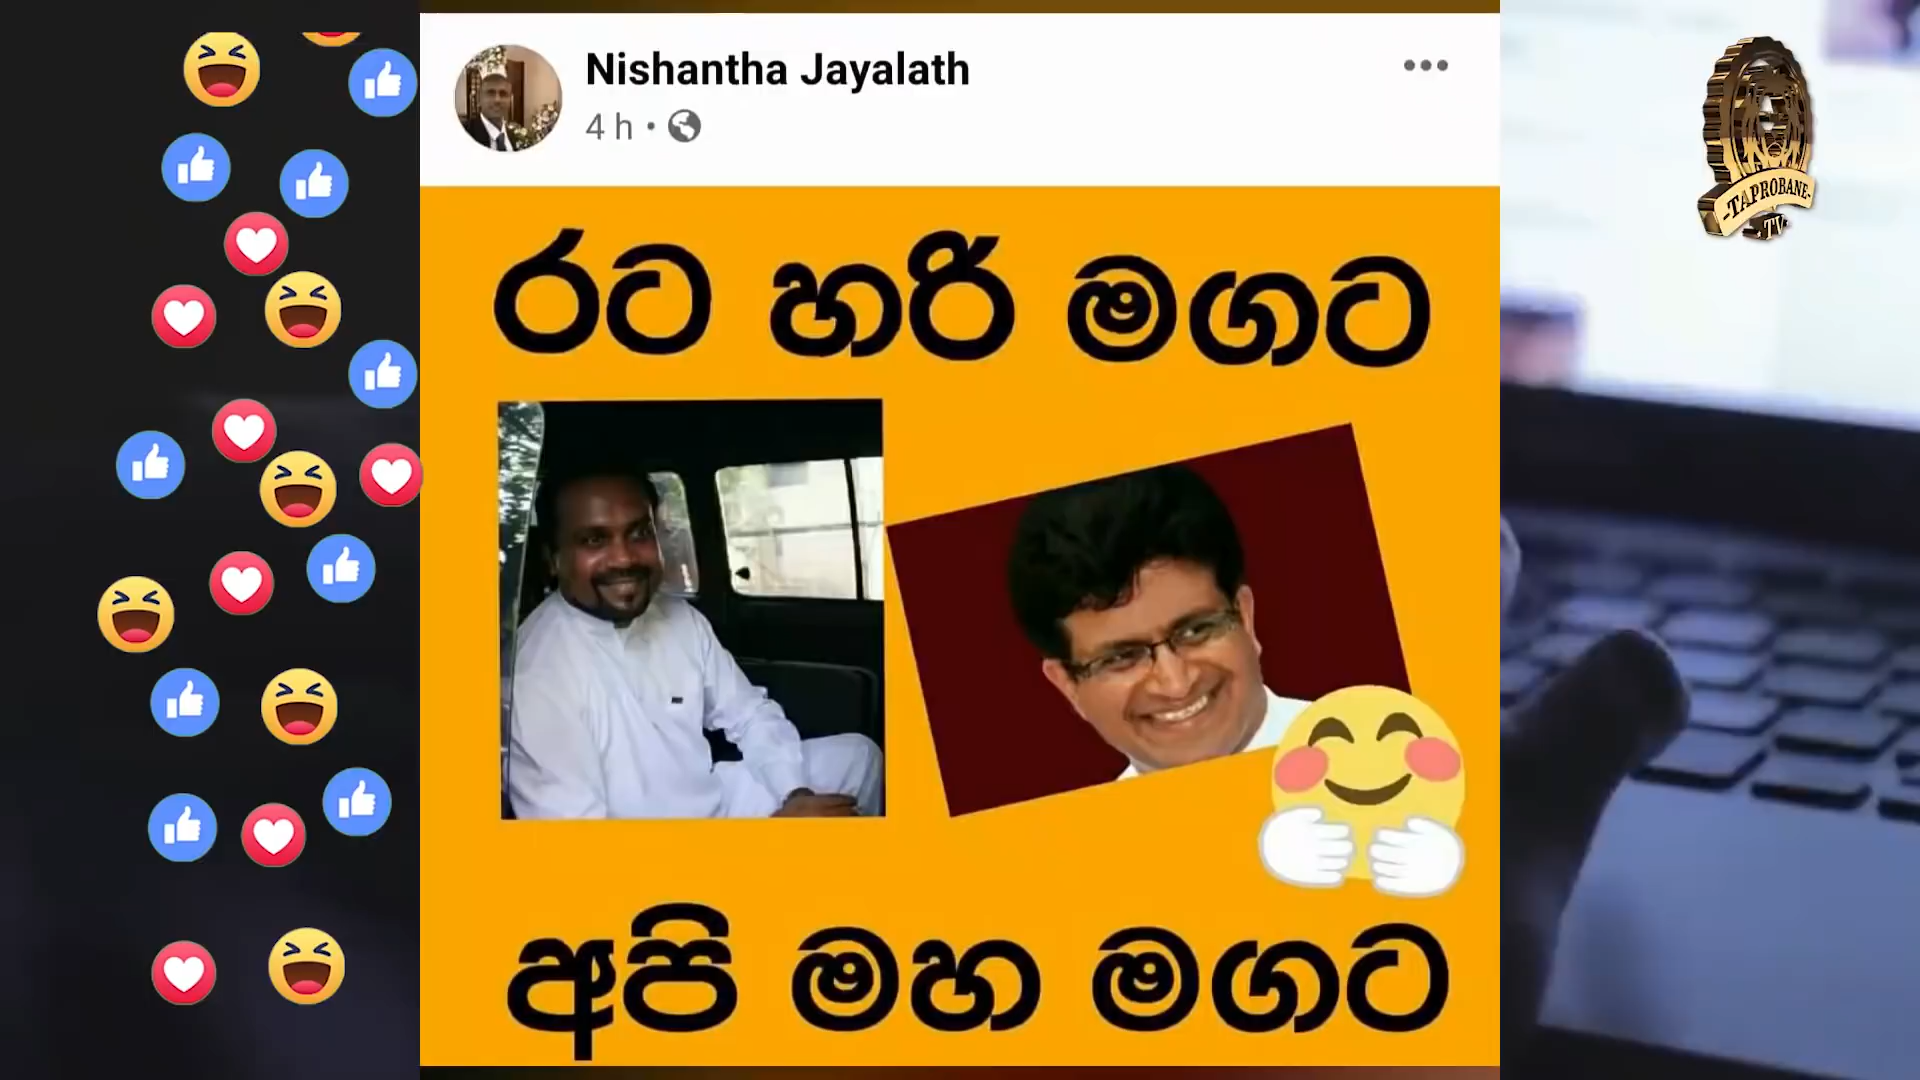 Nishantha Jayalath
4 h
රට හරි මගට
අපි මහ මගට
-TAPROBANE-
TV